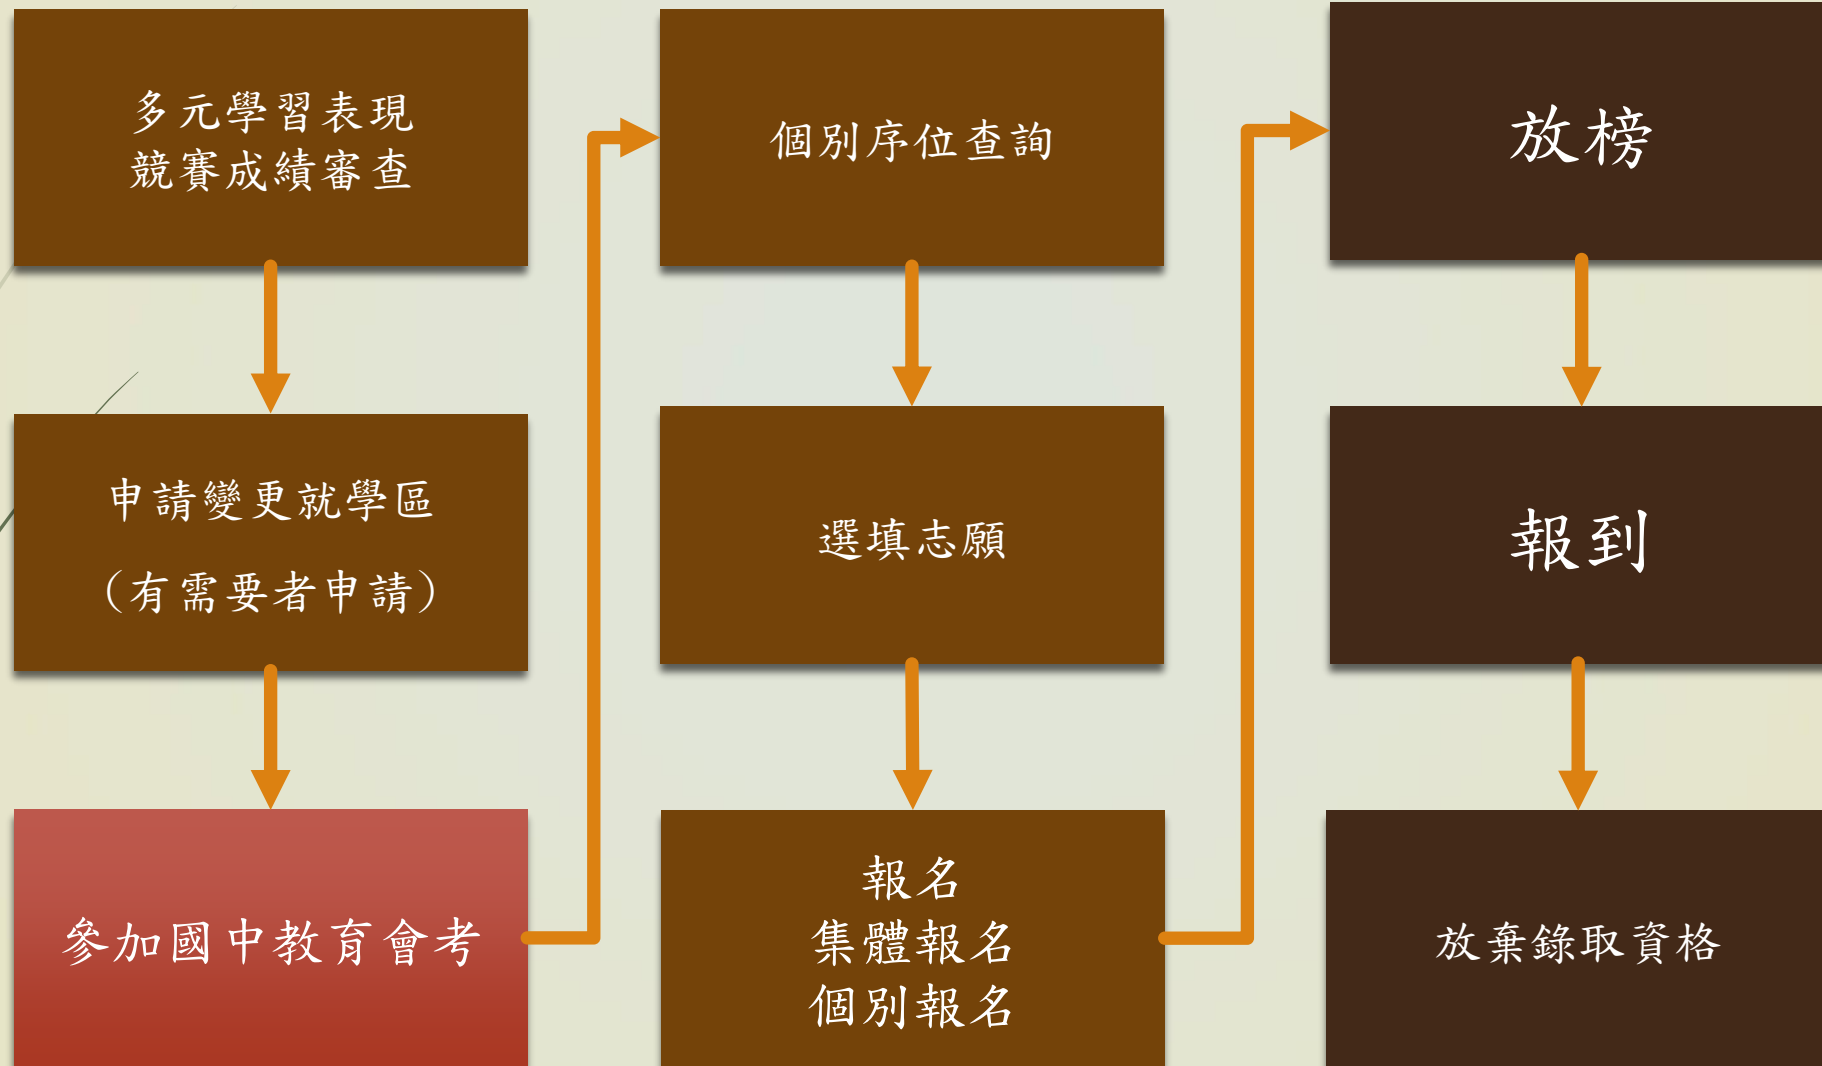 多元學習表現
競賽成績審查
申請變更就學區
（有需要者申請）
參加國中教育會考
個別序位查詢
選填志願
報名
集體報名
個別報名
放榜
報到
放棄錄取資格